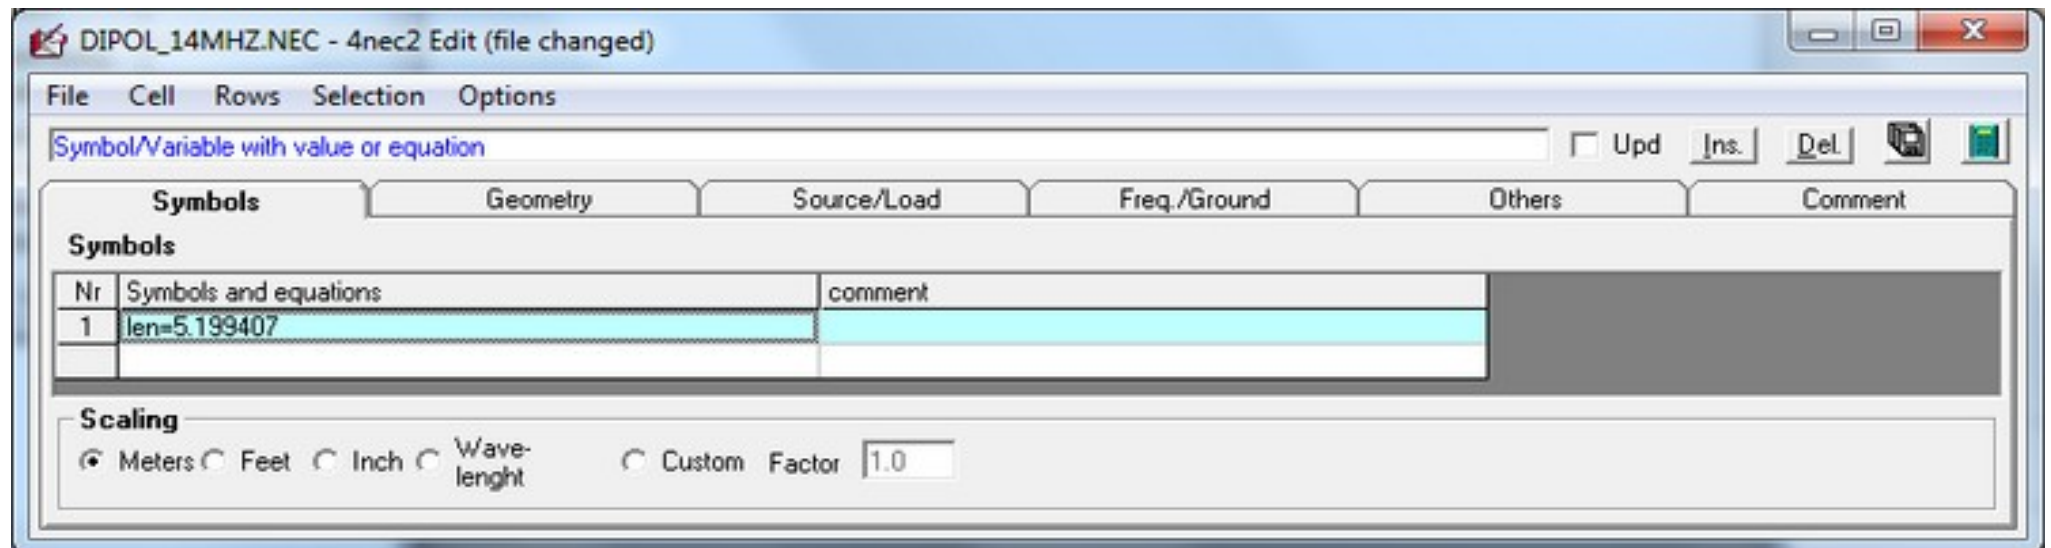 DIPOL_14MHZ.NEC - 4nec2 Edit (file changed)
File Cell Rows Selection Options
Symbol/Variable with value or equation Upd Ins. Del.
Symbols Geometry Source/Load Freq./Ground Others Comment
Symbols
Nr Symbols and equations comment
1 len=5.199407
Scaling
Meters Feet Inch Wave-
lenght Custom Factor 1.0